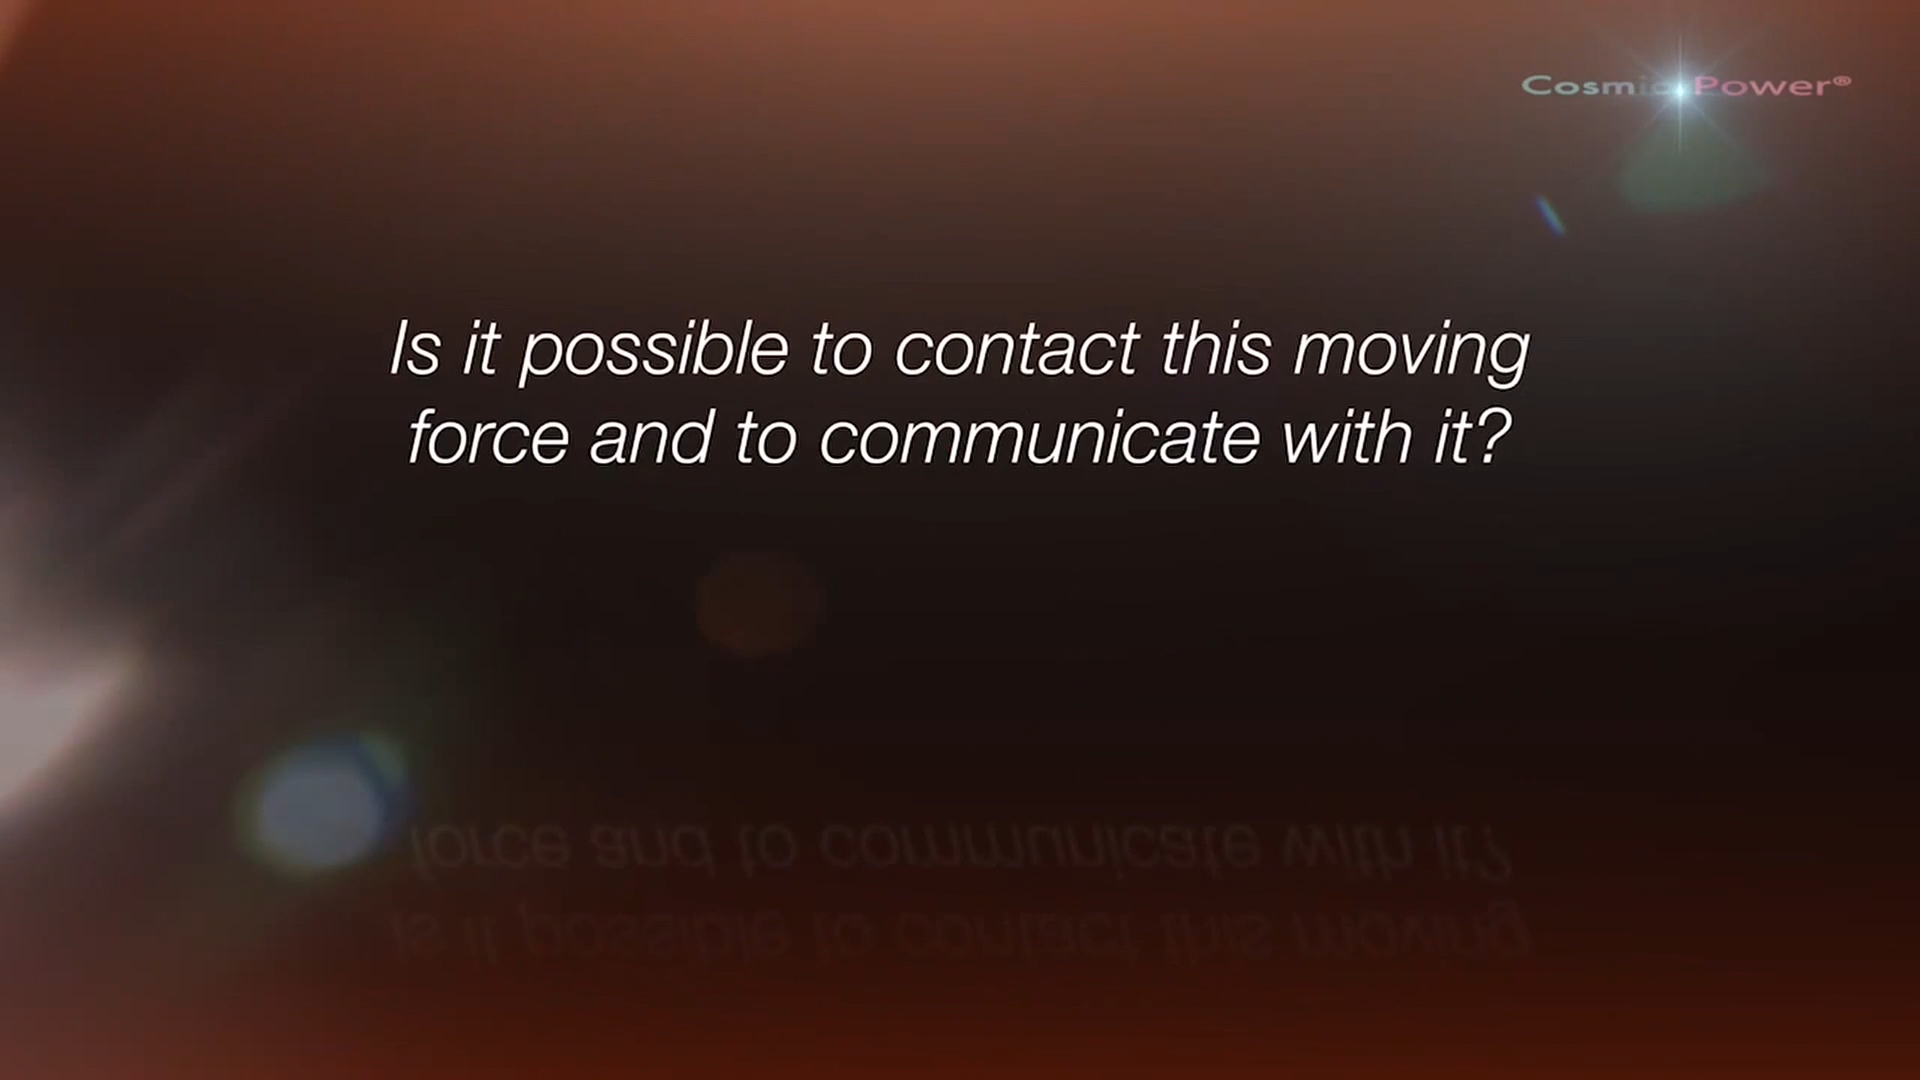 Cosmic Power®
Is it possible to contact this moving
force and to communicate with it?